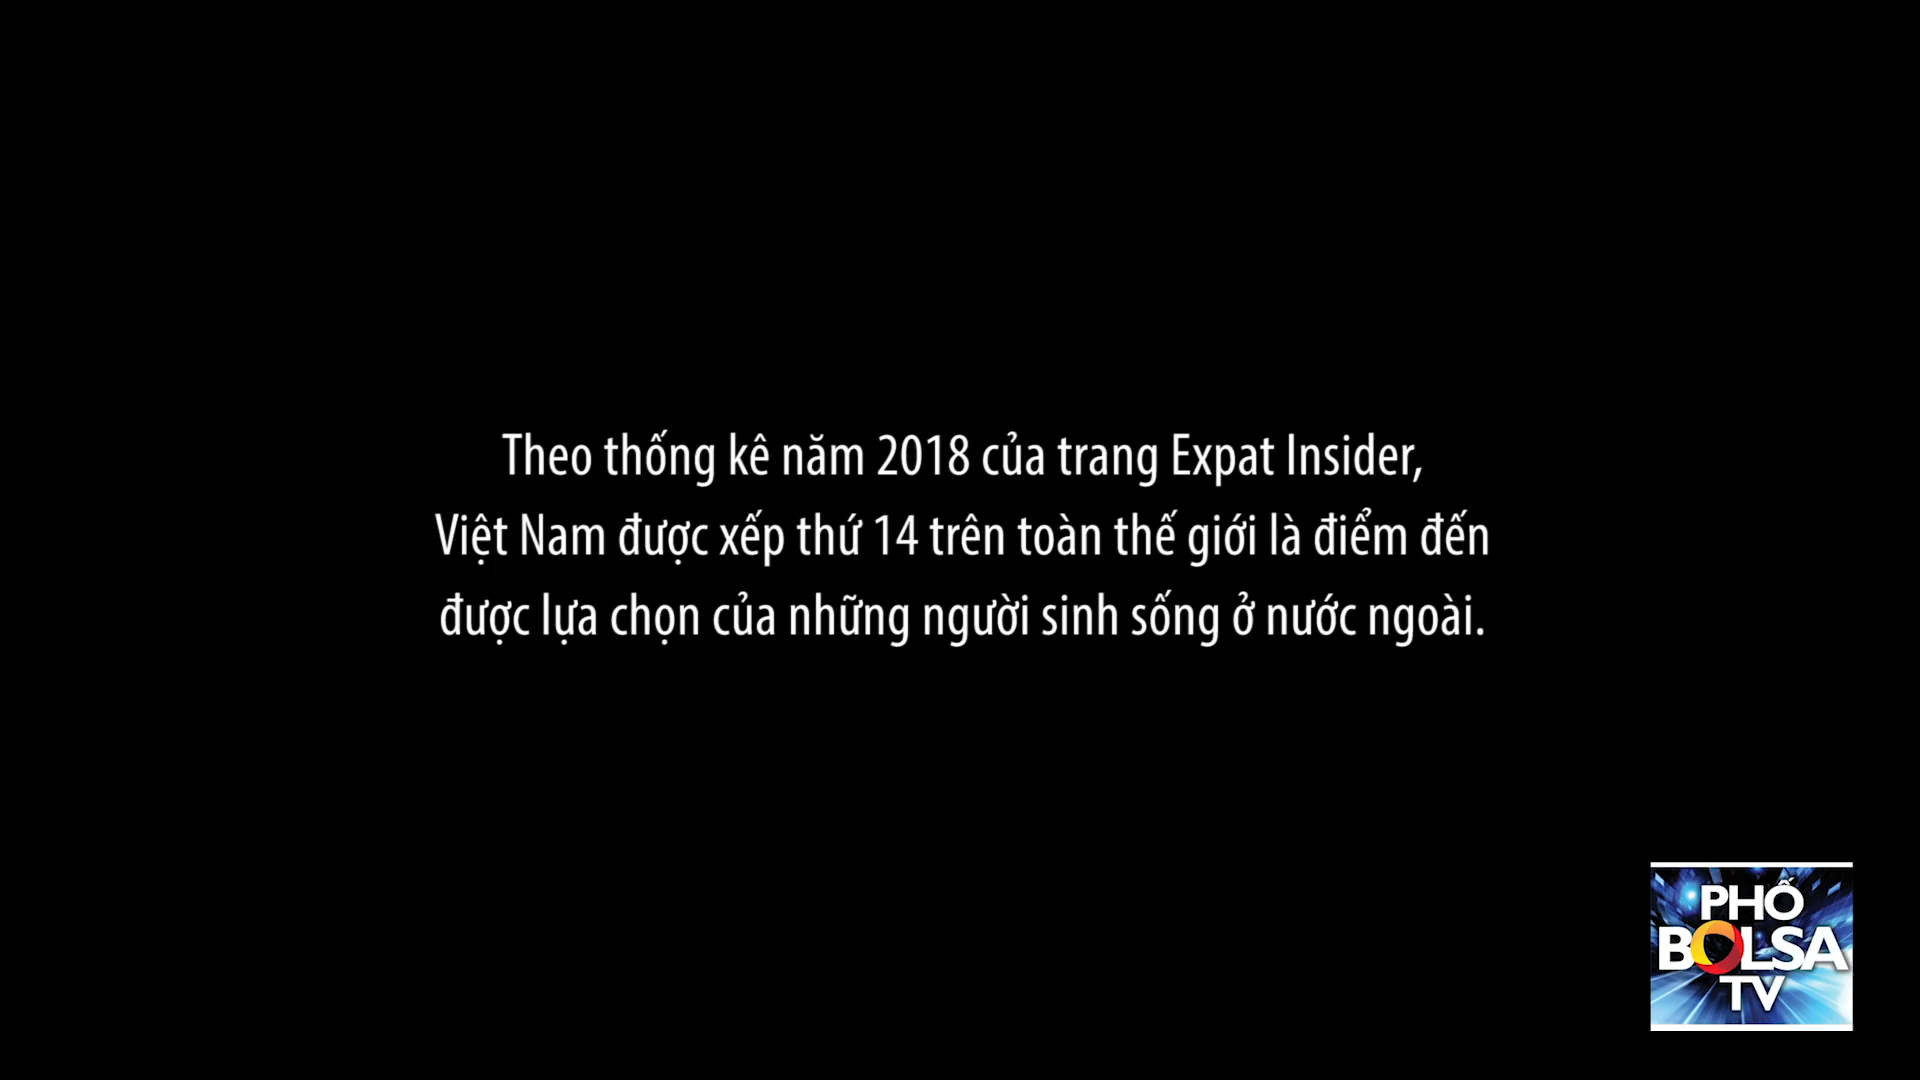 Theo thống kê năm 2018 của trang Expat Insider,
Việt Nam được xếp thứ 14 trên toàn thế giới là điểm đến
được lựa chọn của những người sinh sống ở nước ngoài.
PHỐ
BOLSA
TV